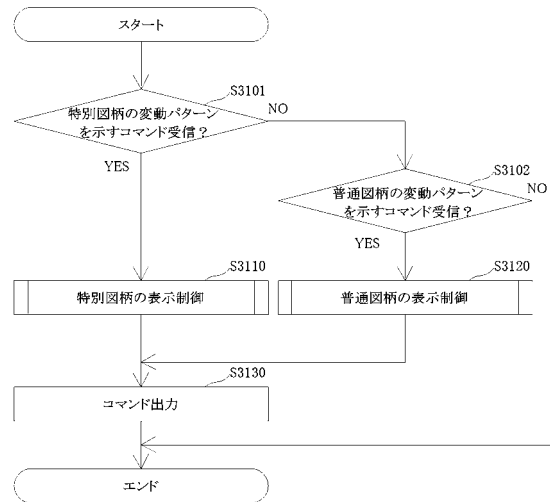 スタート
S3101
特別図柄の変動パターン
を示すコマンド受信？
NO
YES
S3102
普通図柄の変動パターン
を示すコマンド受信？
NO
YES
S3110
特別図柄の表示制御
S3120
普通図柄の表示制御
S3130
コマンド出力
エンド